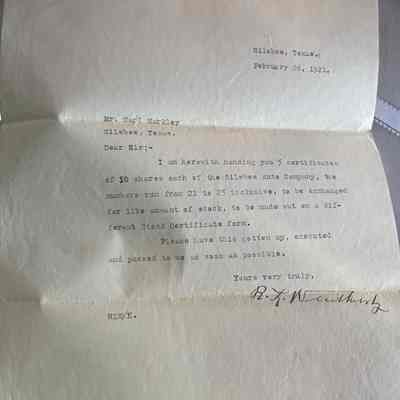 Silsbee, Texas.
February 26, 1921.
Mr. Hartley
Silsbee, Texas.
Dear Sir;-
I am herewith handing you 5 certificates
of 10 shares each of the Silsbee Auto Company, the
numbers run from 21 to 25 inclusive, to be exchanged
for like amount of stock, to be made out on a dif-
ferent Stock Certificate form.
Please have this gotten up, executed
and passed to us as soon as possible.
Yours very truly,
R. L.